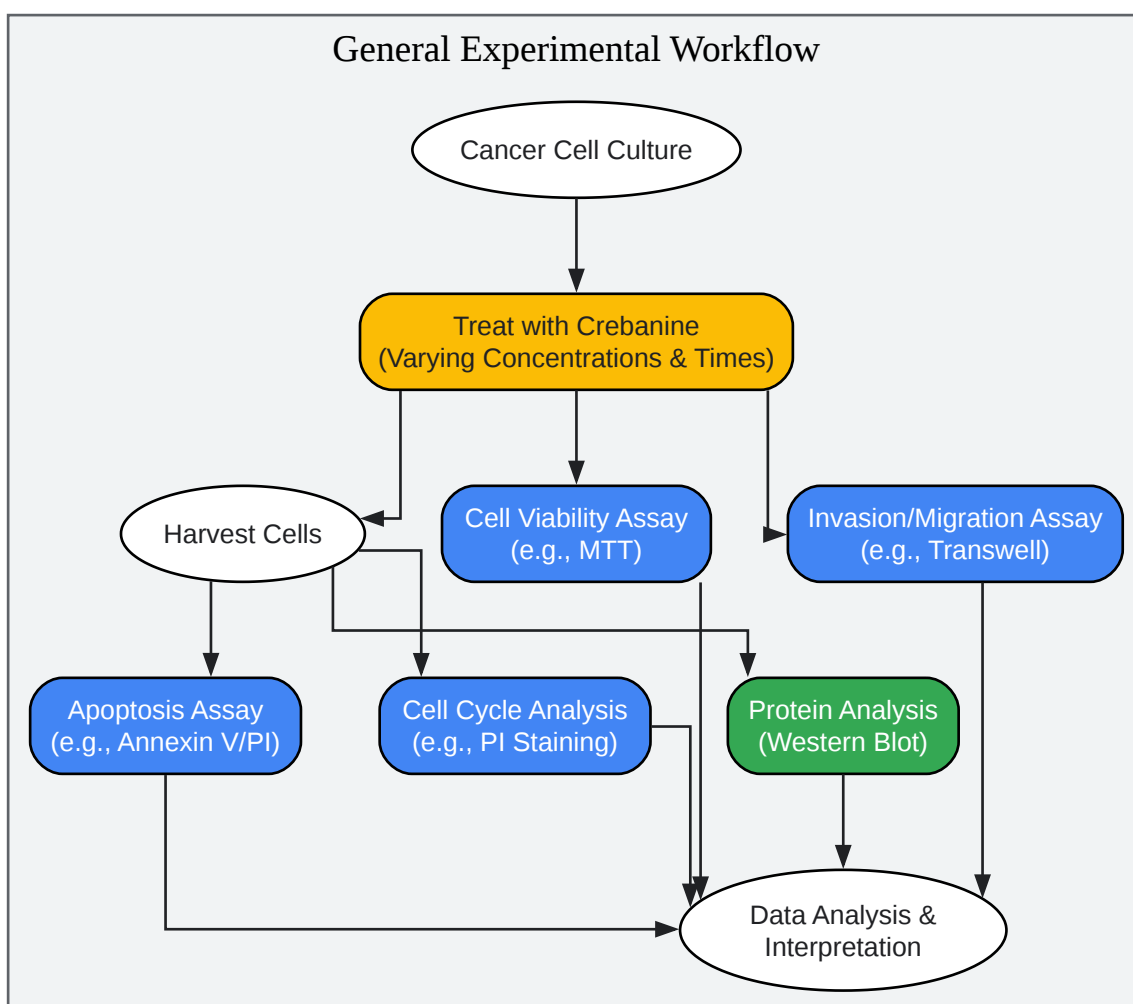 General Experimental Workflow
Cancer Cell Culture
Treat with Crebanine
(Varying Concentrations & Times)
Harvest Cells
Cell Viability Assay
(e.g., MTT)
Invasion/Migration Assay
(e.g., Transwell)
Apoptosis Assay
(e.g., Annexin V/PI)
Cell Cycle Analysis
(e.g., PI Staining)
Protein Analysis
(Western Blot)
Data Analysis &
Interpretation